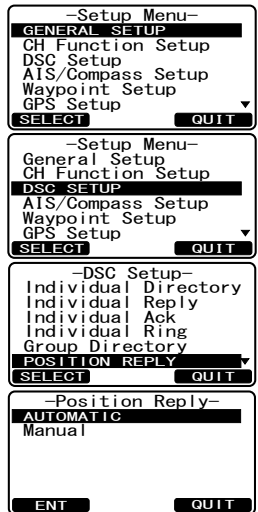 -Setup Menu-
GENERAL SETUP
CH Function Setup
DSC Setup
AIS/Compass Setup
Waypoint Setup
GPS Setup ▼
SELECT QUIT
-Setup Menu-
General Setup
CH Function Setup
DSC SETUP
AIS/Compass Setup
Waypoint Setup
GPS Setup ▼
SELECT QUIT
-DSC Setup-
Individual Directory
Individual Reply
Individual Ack
Individual Ring
Group Directory
POSITION REPLY ▼
SELECT QUIT
-Position Reply-
AUTOMATIC
Manual
ENT QUIT